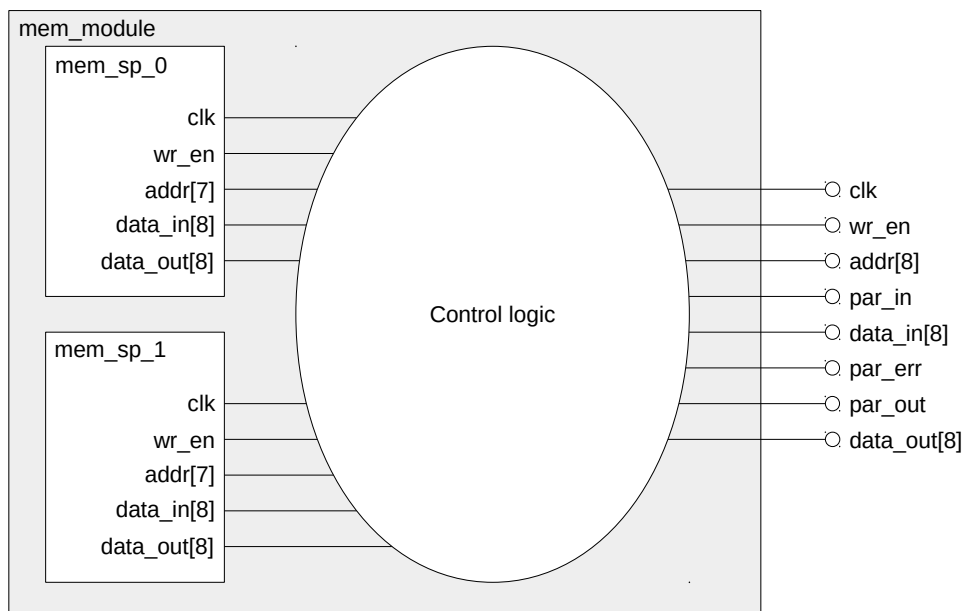 mem_module
mem_sp_0
clk
wr_en
addr[7]
data_in[8]
data_out[8]
mem_sp_1
clk
wr_en
addr[7]
data_in[8]
data_out[8]
Control logic
clk
wr_en
addr[8]
par_in
data_in[8]
par_err
par_out
data_out[8]